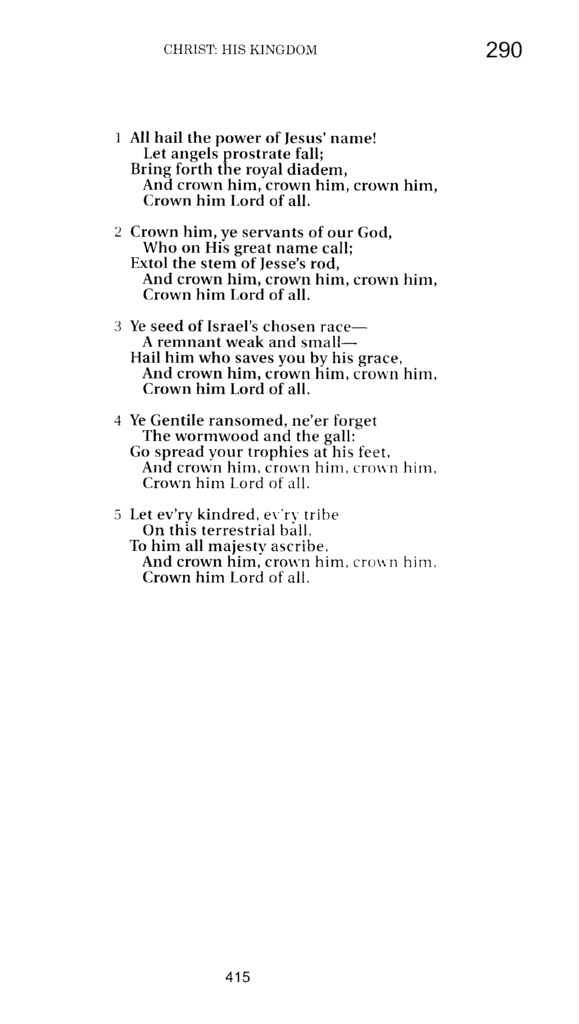 CHRIST: HIS KINGDOM 290
1 All hail the power of Jesus' name!
Let angels prostrate fall;
Bring forth the royal diadem,
And crown him, crown him, crown him,
Crown him Lord of all.
2 Crown him, ye servants of our God,
Who on His great name call;
Extol the stem of Jesse's rod,
And crown him, crown him, crown him,
Crown him Lord of all.
3 Ye seed of Israel's chosen race—
A remnant weak and small—
Hail him who saves you by his grace,
And crown him, crown him, crown him,
Crown him Lord of all.
4 Ye Gentile ransomed, ne'er forget
The wormwood and the gall:
Go spread your trophies at his feet,
And crown him, crown him, crown him,
Crown him Lord of all.
5 Let ev'ry kindred, ev'ry tribe
On this terrestrial ball,
To him all majesty ascribe,
And crown him, crown him, crown him,
Crown him Lord of all.
415